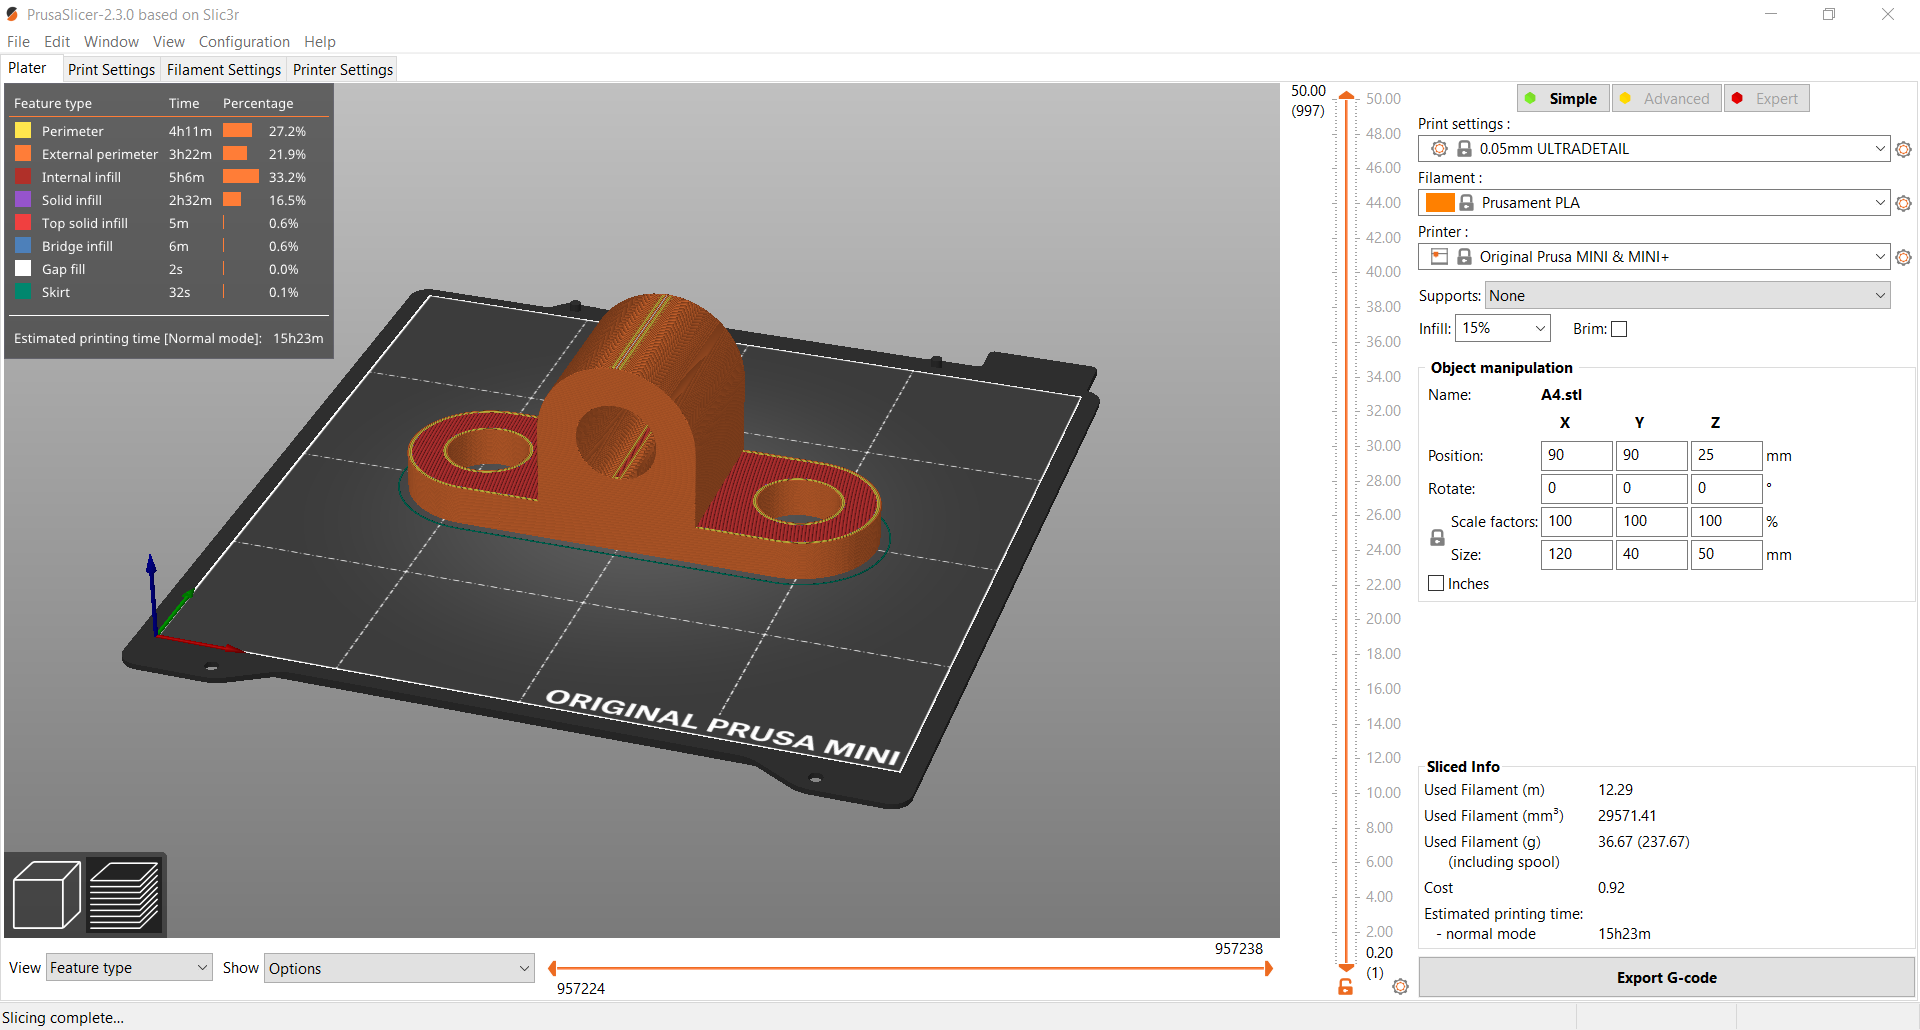 PrusaSlicer-2.3.0 based on Slic3r
File Edit Window View Configuration Help
Plater Print Settings Filament Settings Printer Settings
Feature type Time Percentage
Perimeter 4h11m 27.2%
External perimeter 3h22m 21.9%
Internal infill 5h6m 33.2%
Solid infill 2h32m 16.5%
Top solid infill 5m 0.6%
Bridge infill 6m 0.6%
Gap fill 2s 0.0%
Skirt 32s 0.1%
Estimated printing time [Normal mode]: 15h23m
ORIGINAL PRUSA MINI
50.00
(997)
50.00
48.00
46.00
44.00
42.00
40.00
38.00
36.00
34.00
32.00
30.00
28.00
26.00
24.00
22.00
20.00
18.00
16.00
14.00
12.00
10.00
8.00
6.00
4.00
2.00
0.20
(1)
Simple Advanced Expert
Print settings :
0.05mm ULTRADETAIL
Filament :
Prusament PLA
Printer :
Original Prusa MINI & MINI+
Supports: None
Infill: 15% Brim:
Object manipulation
Name: A4.stl
X Y Z
Position: 90 90 25 mm
Rotate: 0 0 0 °
Scale factors: 100 100 100 %
Size: 120 40 50 mm
Inches
Sliced Info
Used Filament (m) 12.29
Used Filament (mm³) 29571.41
Used Filament (g) 36.67 (237.67)
(including spool)
Cost 0.92
Estimated printing time:
- normal mode 15h23m
Export G-code
View Feature type Show Options
957238
957224
Slicing complete...